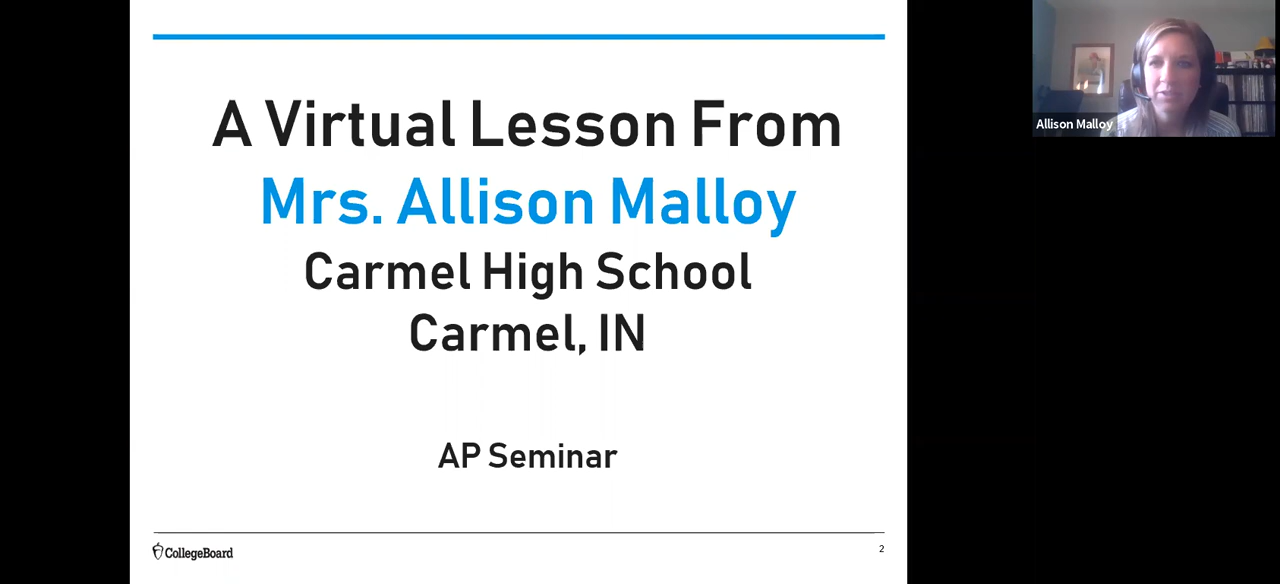 A Virtual Lesson From
Mrs. Allison Malloy
Carmel High School
Carmel, IN
AP Seminar
CollegeBoard
2
Allison Malloy